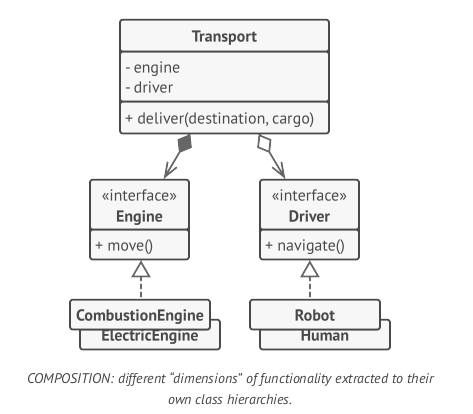 Transport
- engine
- driver
+ deliver(destination, cargo)
«interface»
Engine
+ move()
«interface»
Driver
+ navigate()
CombustionEngine
ElectricEngine
Robot
Human
COMPOSITION: different “dimensions” of functionality extracted to their
own class hierarchies.